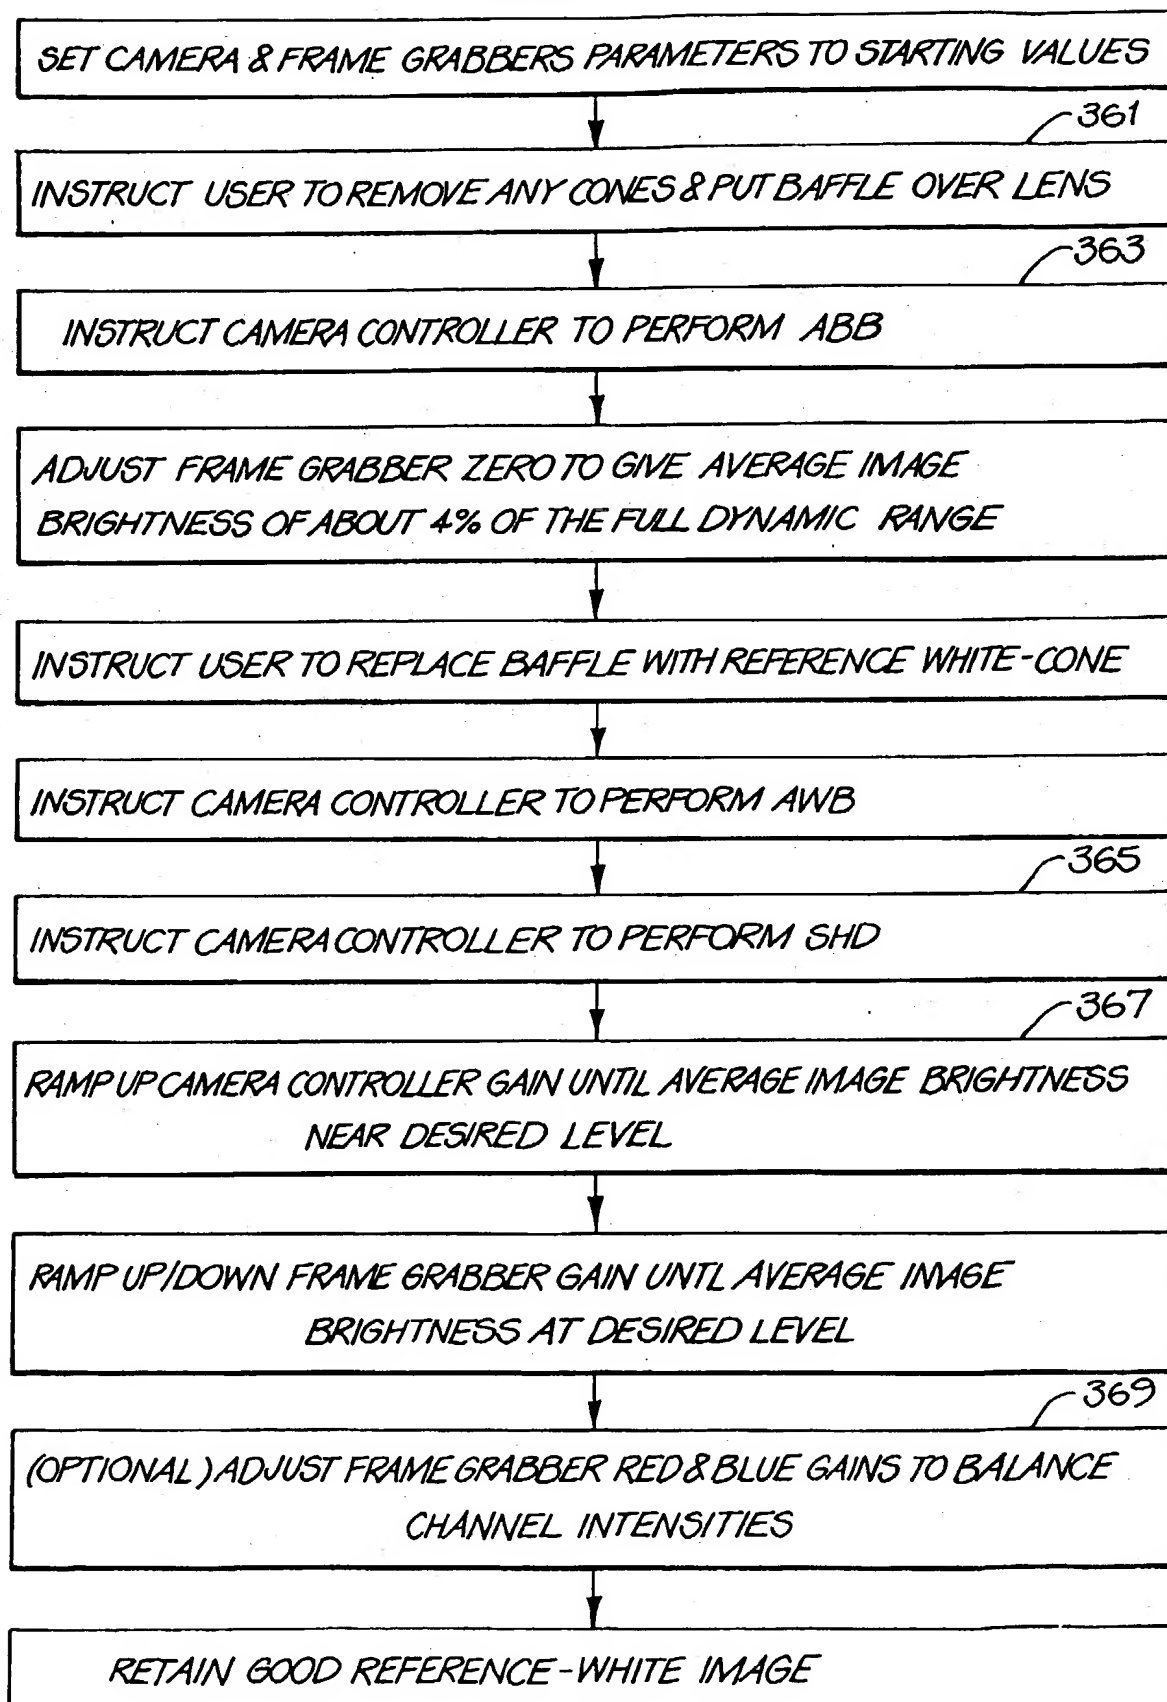 SET CAMERA & FRAME GRABBERS PARAMETERS TO STARTING VALUES
361
INSTRUCT USER TO REMOVE ANY CONES & PUT BAFFLE OVER LENS
363
INSTRUCT CAMERA CONTROLLER TO PERFORM ABB
ADJUST FRAME GRABBER ZERO TO GIVE AVERAGE IMAGE
BRIGHTNESS OF ABOUT 4% OF THE FULL DYNAMIC RANGE
INSTRUCT USER TO REPLACE BAFFLE WITH REFERENCE WHITE-CONE
INSTRUCT CAMERA CONTROLLER TO PERFORM AWB
365
INSTRUCT CAMERA CONTROLLER TO PERFORM SHD
367
RAMP UP CAMERA CONTROLLER GAIN UNTIL AVERAGE IMAGE BRIGHTNESS
NEAR DESIRED LEVEL
RAMP UP/DOWN FRAME GRABBER GAIN UNTL AVERAGE IMAGE
BRIGHTNESS AT DESIRED LEVEL
369
(OPTIONAL) ADJUST FRAME GRABBER RED & BLUE GAINS TO BALANCE
CHANNEL INTENSITIES
RETAIN GOOD REFERENCE-WHITE IMAGE